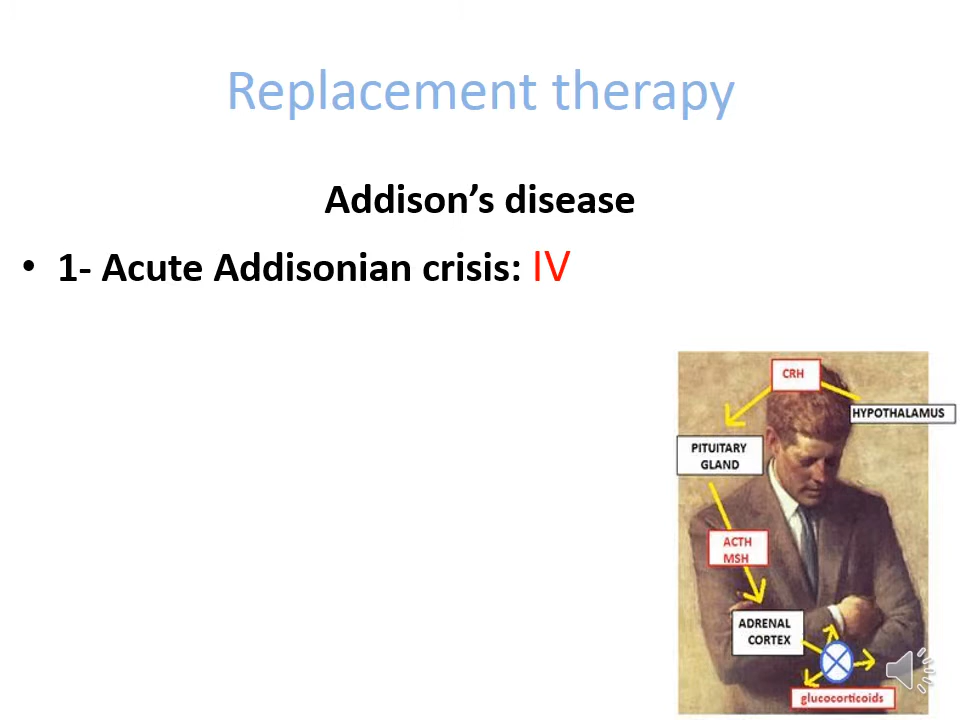 Replacement therapy
Addison’s disease
• 1- Acute Addisonian crisis: IV
CRH
HYPOTHALAMUS
PITUITARY
GLAND
ACTH
MSH
ADRENAL
CORTEX
glucocorticoids